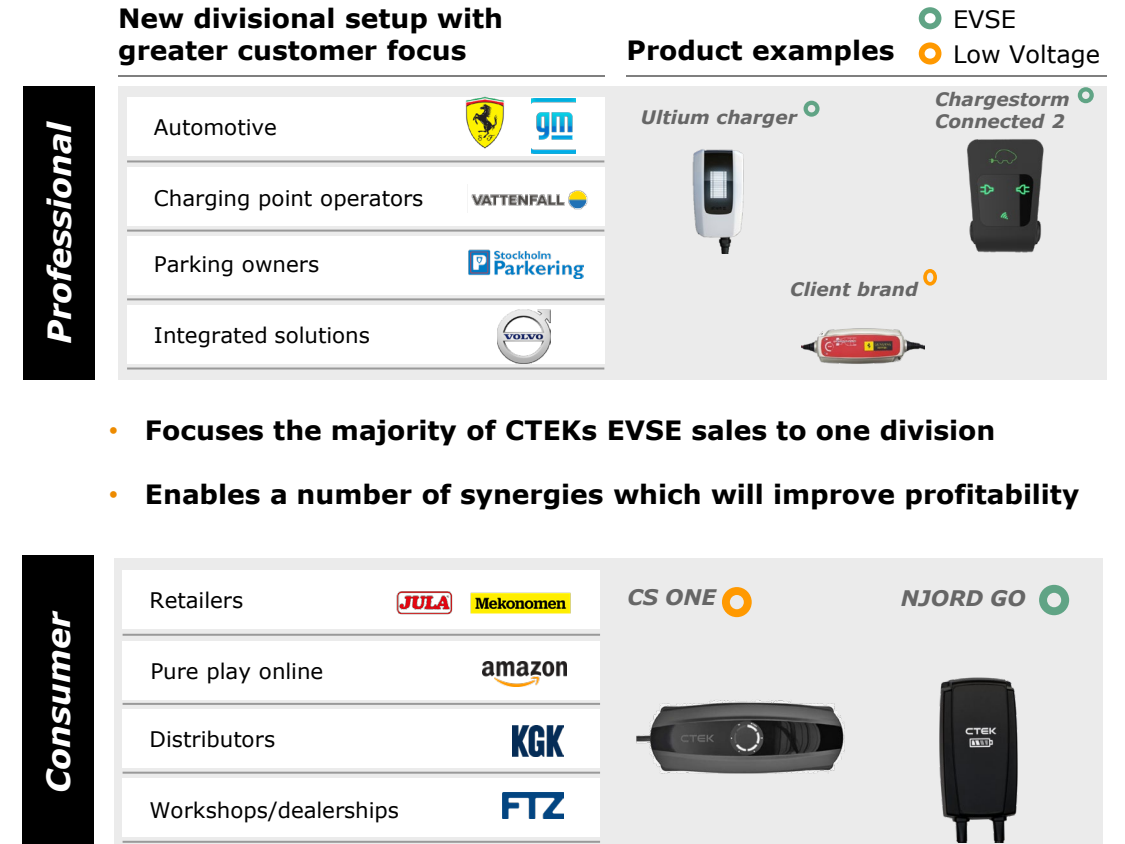 New divisional setup with
greater customer focus
Product examples
EVSE
Low Voltage
Professional
Automotive
S F
gm
Charging point operators
VATTENFALL
Parking owners
P Stockholm
Parkering
Integrated solutions
VOLVO
Ultium charger
Chargestorm
Connected 2
Client brand
• Focuses the majority of CTEKs EVSE sales to one division
• Enables a number of synergies which will improve profitability
Consumer
Retailers
JULA
Mekonomen
Pure play online
amazon
Distributors
KGK
Workshops/dealerships
FTZ
CS ONE
NJORD GO
CTEK
CTEK